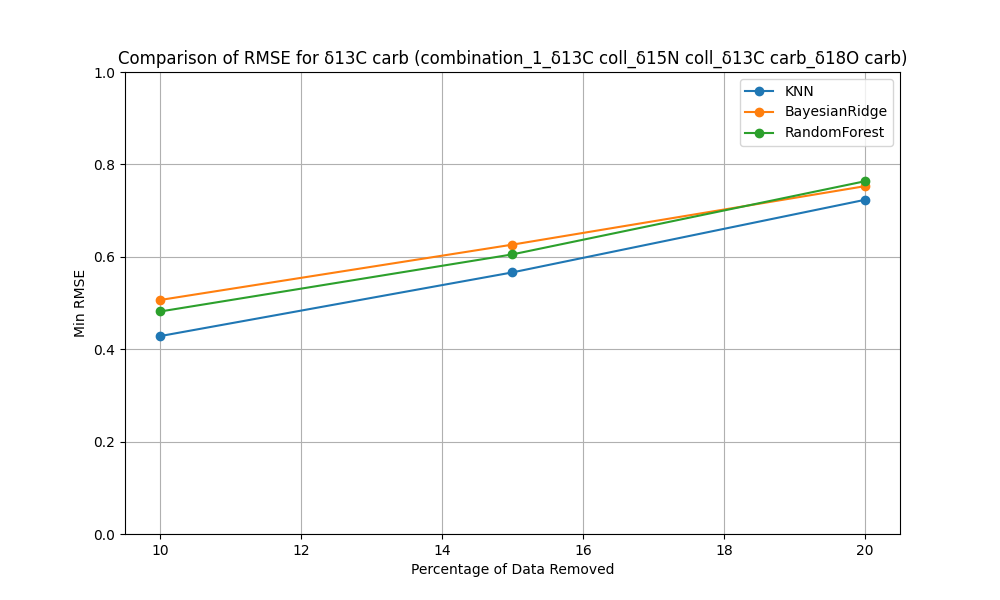 Comparison of RMSE for δ13C carb (combination_1_δ13C coll_δ15N coll_δ13C carb_δ18O carb)
KNN
BayesianRidge
RandomForest
1.0
0.8
0.6
0.4
0.2
0.0
Min RMSE
10 12 14 16 18 20
Percentage of Data Removed